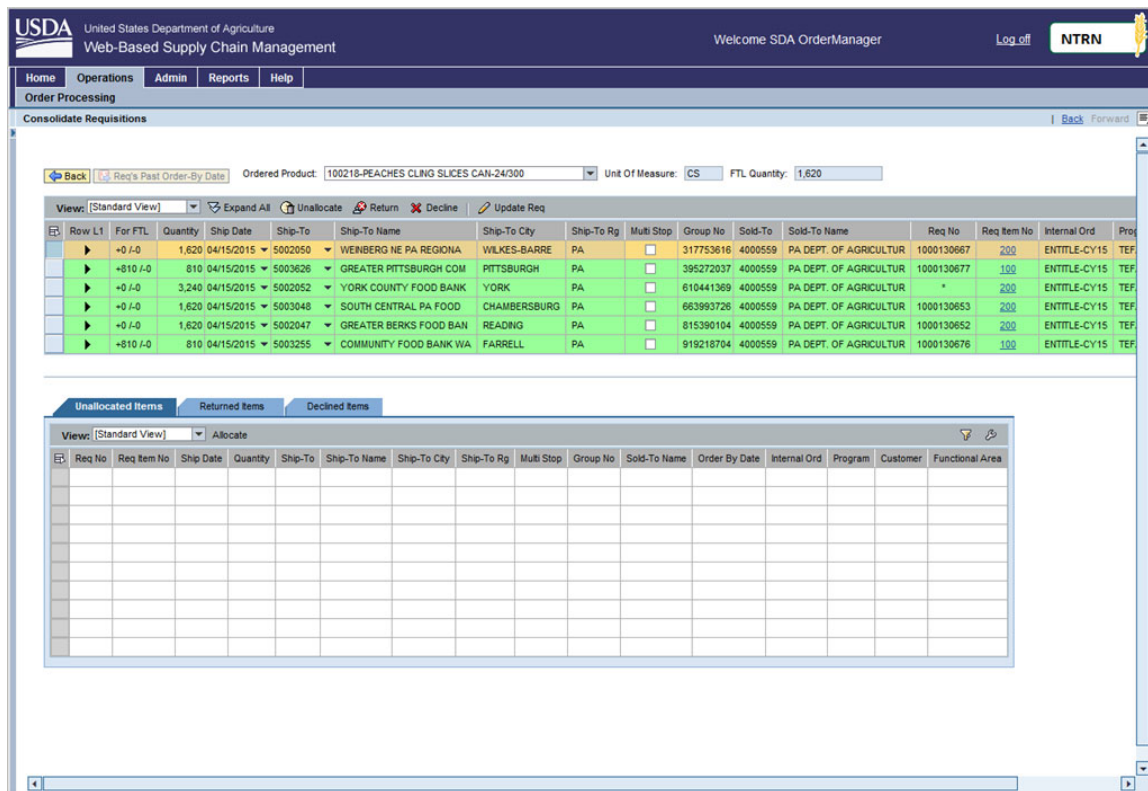 USDA United States Department of Agriculture
Web-Based Supply Chain Management Welcome SDA OrderManager Log off NTRN
Home Operations Admin Reports Help
Order Processing
Consolidate Requisitions | Back Forward
Back Req's Past Order-By Date Ordered Product: 100218-PEACHES CLING SLICES CAN-24/300 Unit Of Measure: CS FTL Quantity: 1,620
View: [Standard View] Expand All Unallocate Return Decline Update Req
Row L1 For FTL Quantity Ship Date Ship-To Ship-To Name Ship-To City Ship-To Rg Multi Stop Group No Sold-To Sold-To Name Req No Req Item No Internal Ord Prog
+0 /-0 1,620 04/15/2015 5002050 WEINBERG NE PA REGIONA WILKES-BARRE PA 317753616 4000559 PA DEPT. OF AGRICULTUR 1000130667 200 ENTITLE-CY15 TEF.
+810 /-0 810 04/15/2015 5003626 GREATER PITTSBURGH COM PITTSBURGH PA 395272037 4000559 PA DEPT. OF AGRICULTUR 1000130677 100 ENTITLE-CY15 TEF.
+0 /-0 3,240 04/15/2015 5002052 YORK COUNTY FOOD BANK YORK PA 610441369 4000559 PA DEPT. OF AGRICULTUR * 200 ENTITLE-CY15 TEF.
+0 /-0 1,620 04/15/2015 5003048 SOUTH CENTRAL PA FOOD CHAMBERSBURG PA 663993726 4000559 PA DEPT. OF AGRICULTUR 1000130653 200 ENTITLE-CY15 TEF.
+0 /-0 1,620 04/15/2015 5002047 GREATER BERKS FOOD BAN READING PA 815390104 4000559 PA DEPT. OF AGRICULTUR 1000130652 200 ENTITLE-CY15 TEF.
+810 /-0 810 04/15/2015 5003255 COMMUNITY FOOD BANK WA FARRELL PA 919218704 4000559 PA DEPT. OF AGRICULTUR 1000130676 100 ENTITLE-CY15 TEF.
Unallocated Items Returned Items Declined Items
View: [Standard View] Allocate
Req No Req Item No Ship Date Quantity Ship-To Ship-To Name Ship-To City Ship-To Rg Multi Stop Group No Sold-To Name Order By Date Internal Ord Program Customer Functional Area